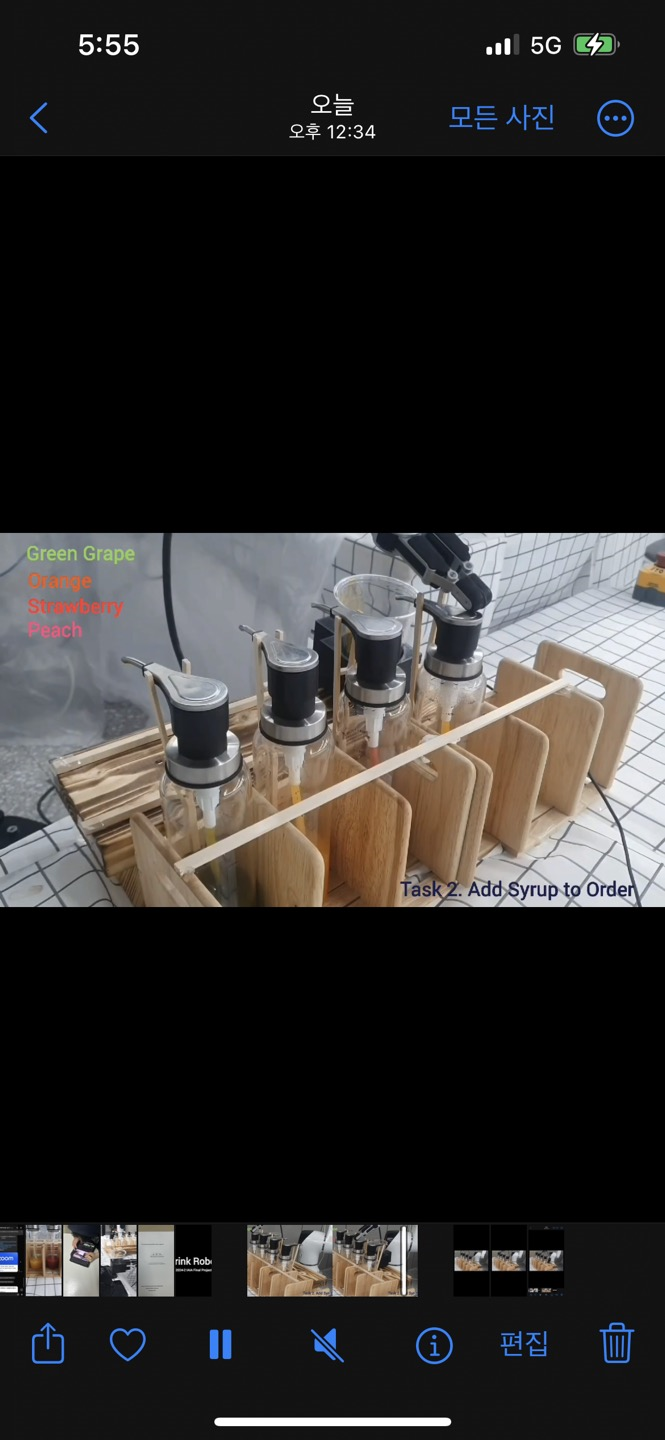 5:55
5G
오늘
오후 12:34
모든 사진
Green Grape
Orange
Strawberry
Peach
Task 2. Add Syrup to Order
zoom
편집